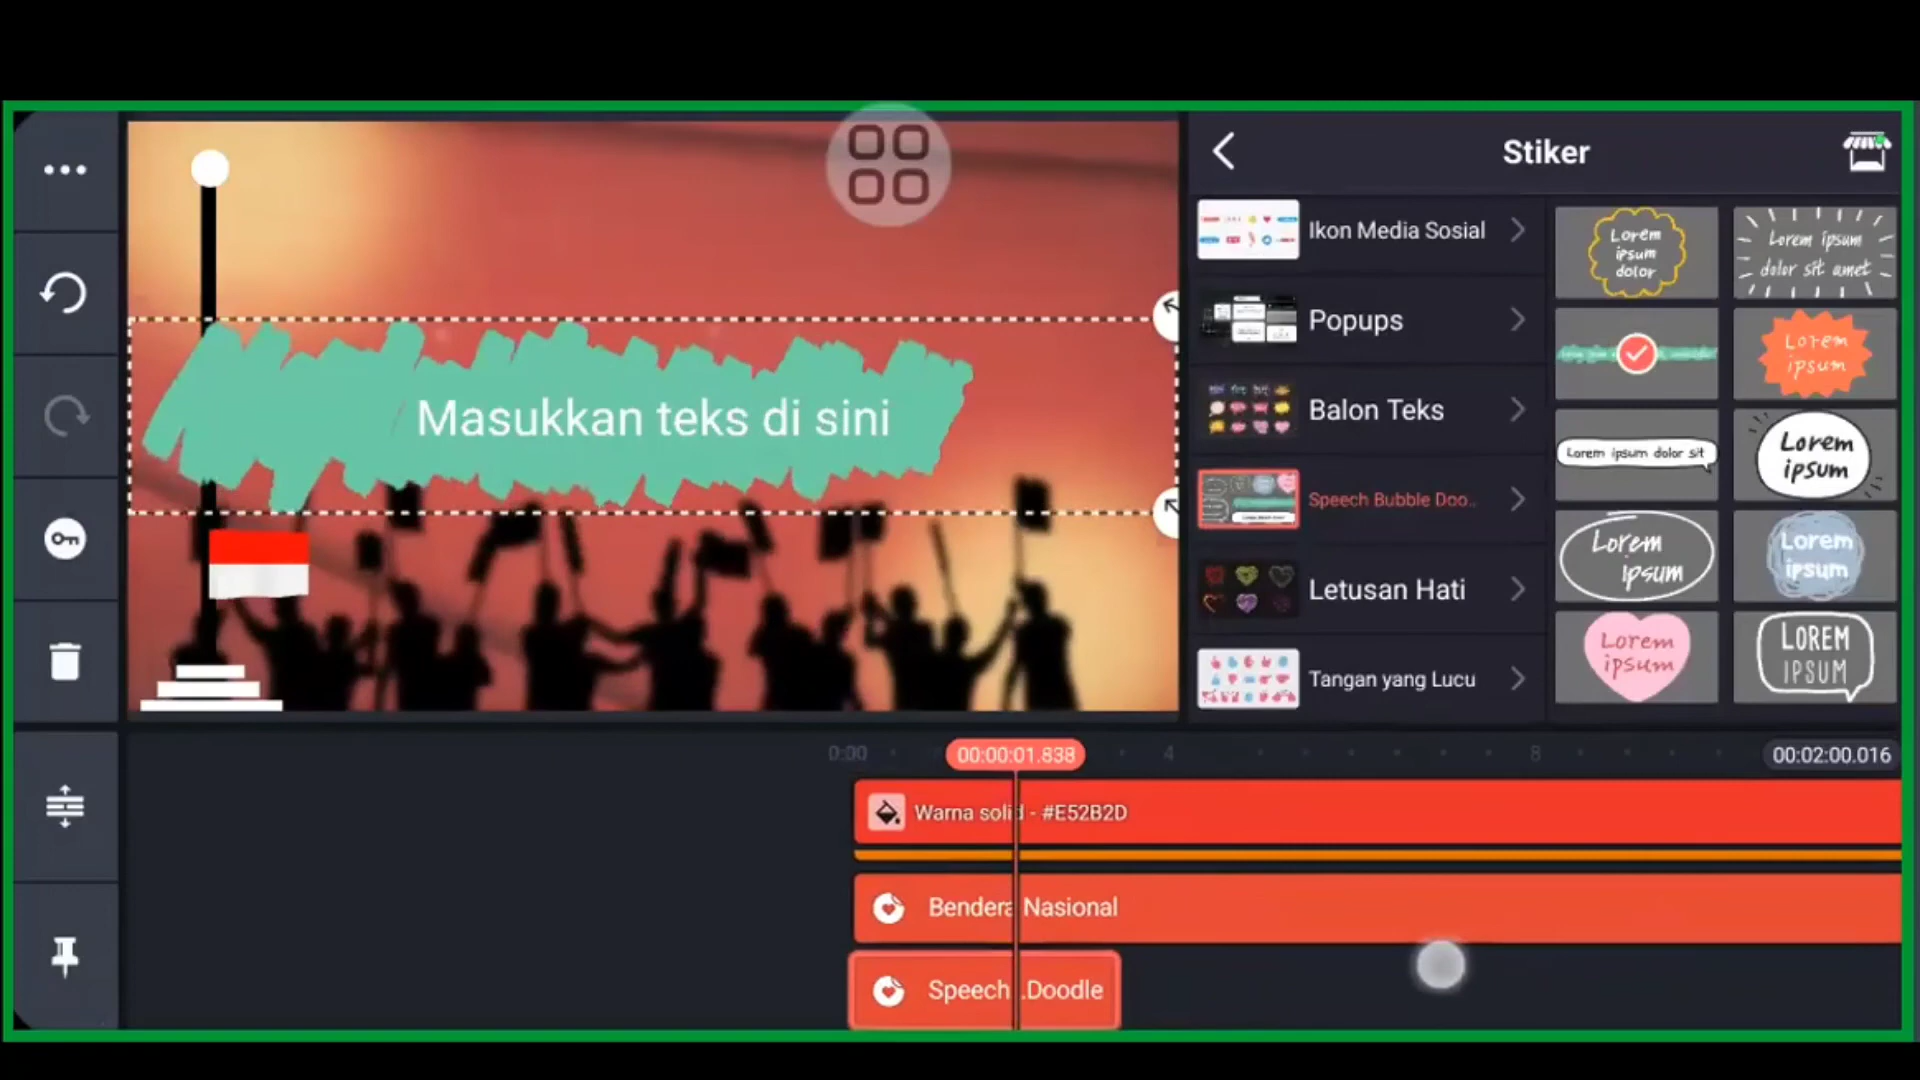 Masukkan teks di sini
Stiker
Ikon Media Sosial
Popups
Balon Teks
Speech Bubble Doo..
Letusan Hati
Tangan yang Lucu
Lorem
ipsum
dolor
Lorem ipsum
dolor sit amet
Lorem
ipsum
Lorem ipsum dolor sit
Lorem
ipsum
Lorem
ipsum
Lorem
ipsum
Lorem
ipsum
LOREM
IPSUM
0:00
00:00:01.838
4
8
00:02:00.016
Warna solid - #E52B2D
Bendera Nasional
Speech .Doodle